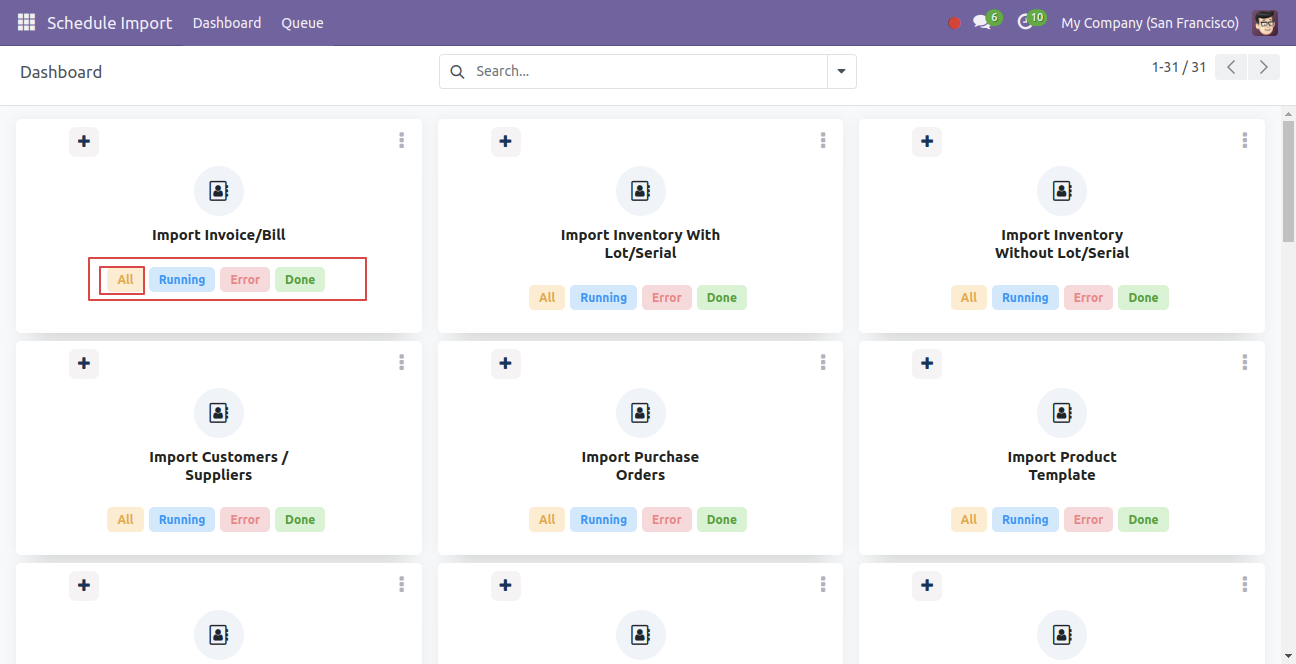 Schedule Import Dashboard Queue 6 10 My Company (San Francisco)
Dashboard Search... 1-31 / 31
Import Invoice/Bill
All Running Error Done
Import Inventory With
Lot/Serial
All Running Error Done
Import Inventory
Without Lot/Serial
All Running Error Done
Import Customers /
Suppliers
All Running Error Done
Import Purchase
Orders
All Running Error Done
Import Product
Template
All Running Error Done